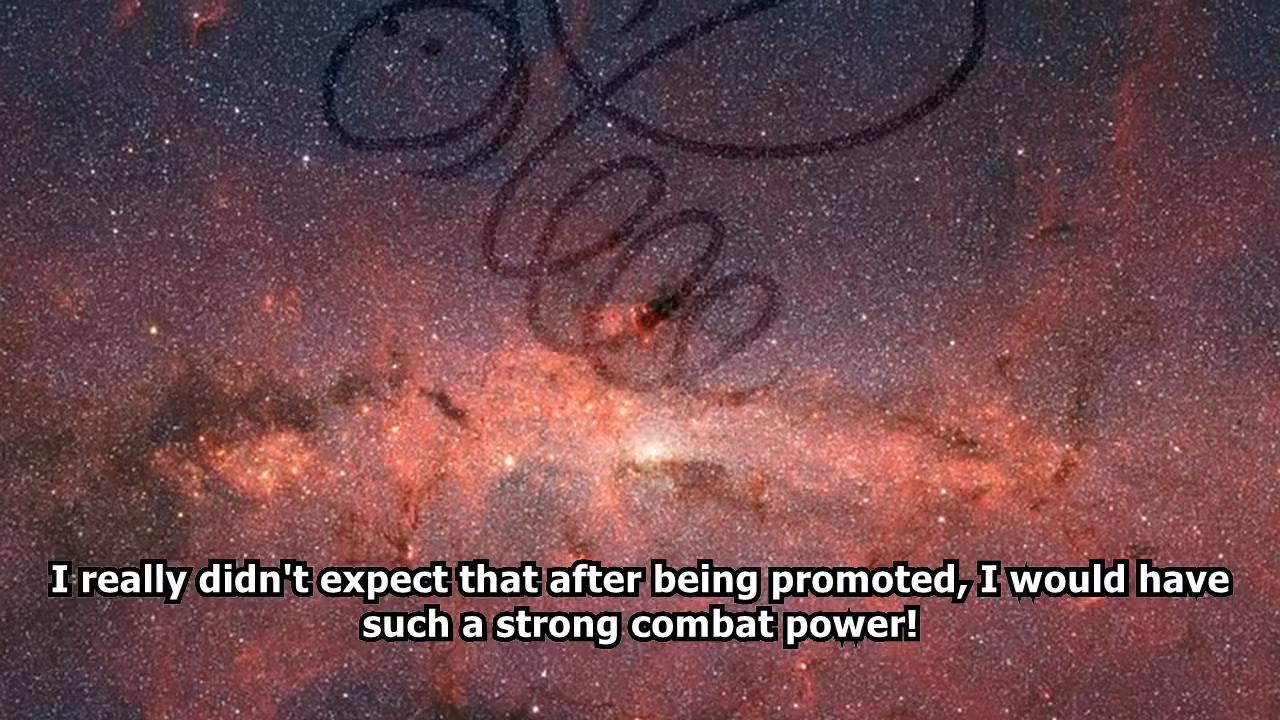 I really didn't expect that after being promoted, I would have
such a strong combat power!